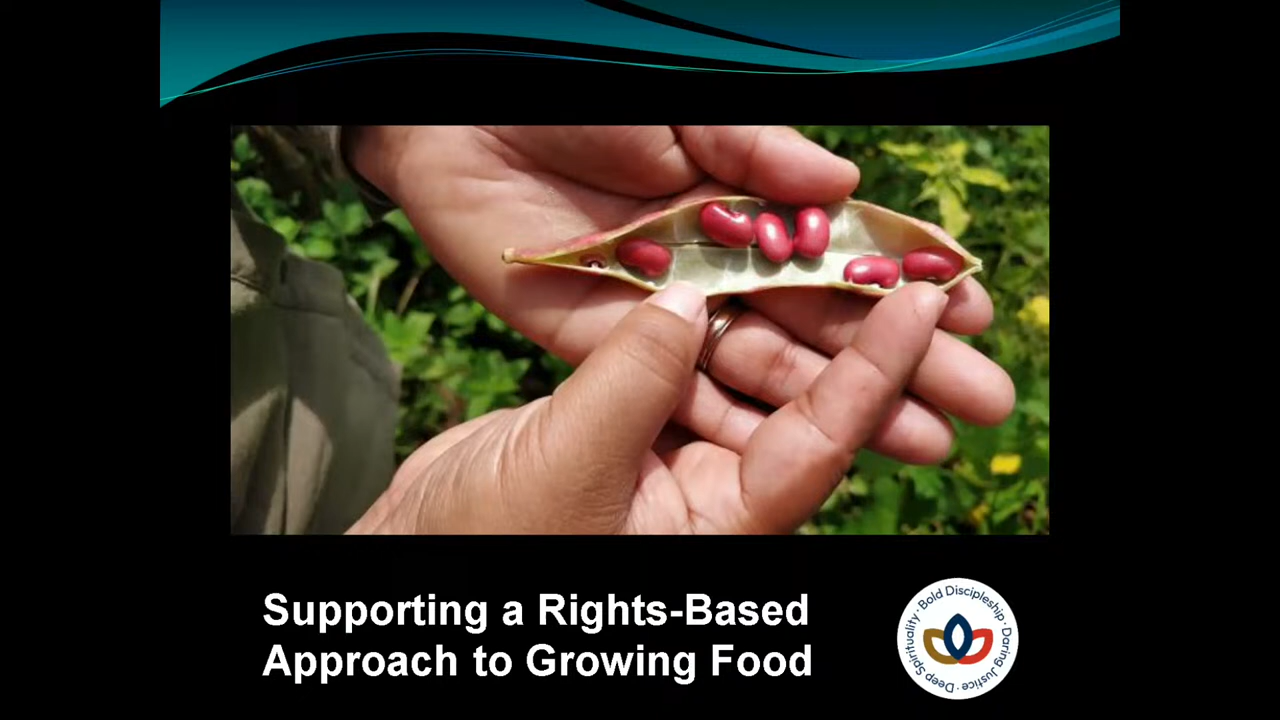 Supporting a Rights-Based
Approach to Growing Food
Deep Spirituality · Bold Discipleship · Daring Justice ·